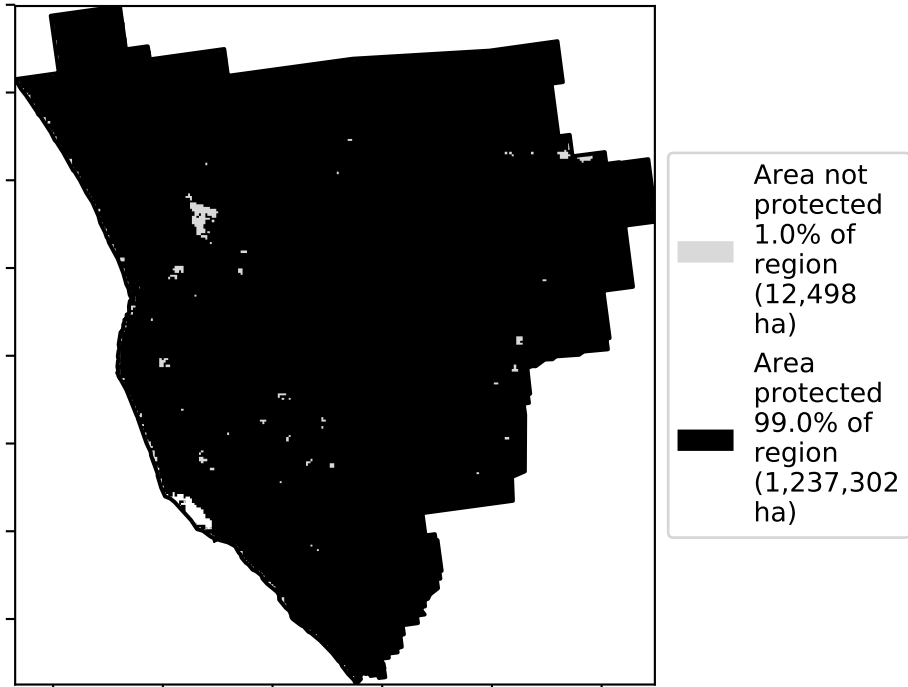 Area not
protected
1.0% of
region
(12,498
ha)
Area
protected
99.0% of
region
(1,237,302
ha)